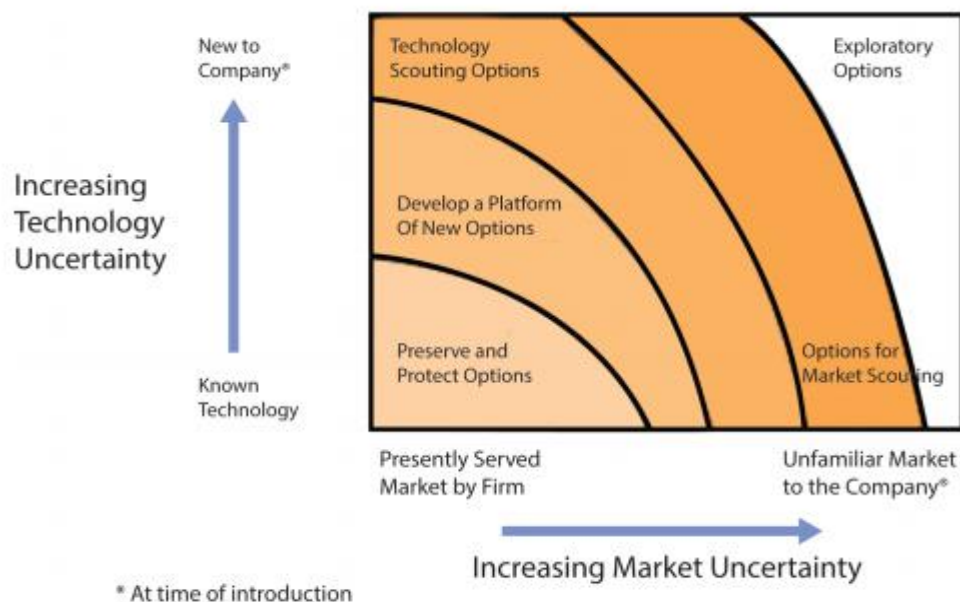 New to
Company®
Increasing
Technology
Uncertainty
Known
Technology
Technology
Scouting Options
Exploratory
Options
Develop a Platform
Of New Options
Preserve and
Protect Options
Options for
Market Scouting
Presently Served
Market by Firm
Unfamiliar Market
to the Company®
Increasing Market Uncertainty
* At time of introduction